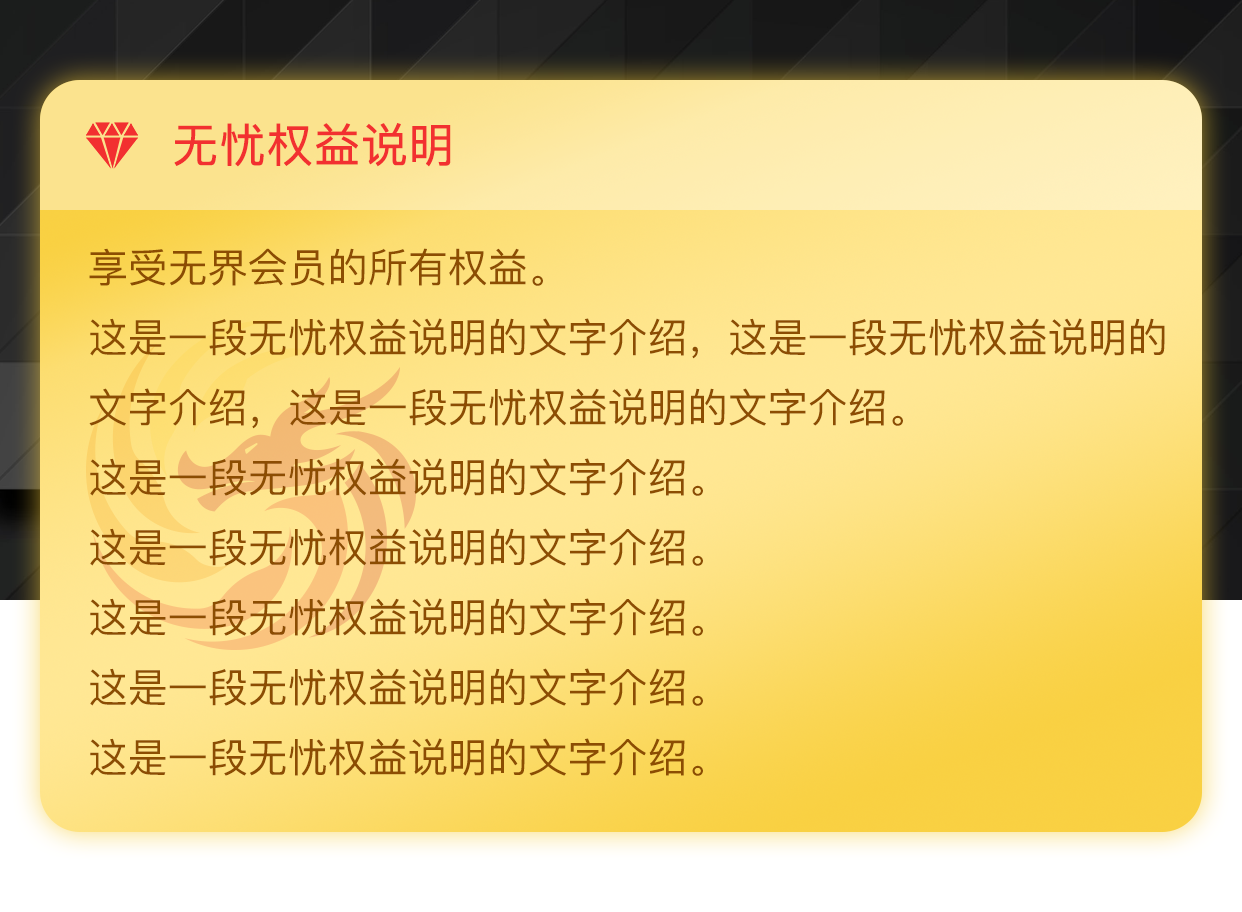 无忧权益说明
享受无界会员的所有权益。
这是一段无忧权益说明的文字介绍，这是一段无忧权益说明的
文字介绍，这是一段无忧权益说明的文字介绍。
这是一段无忧权益说明的文字介绍。
这是一段无忧权益说明的文字介绍。
这是一段无忧权益说明的文字介绍。
这是一段无忧权益说明的文字介绍。
这是一段无忧权益说明的文字介绍。